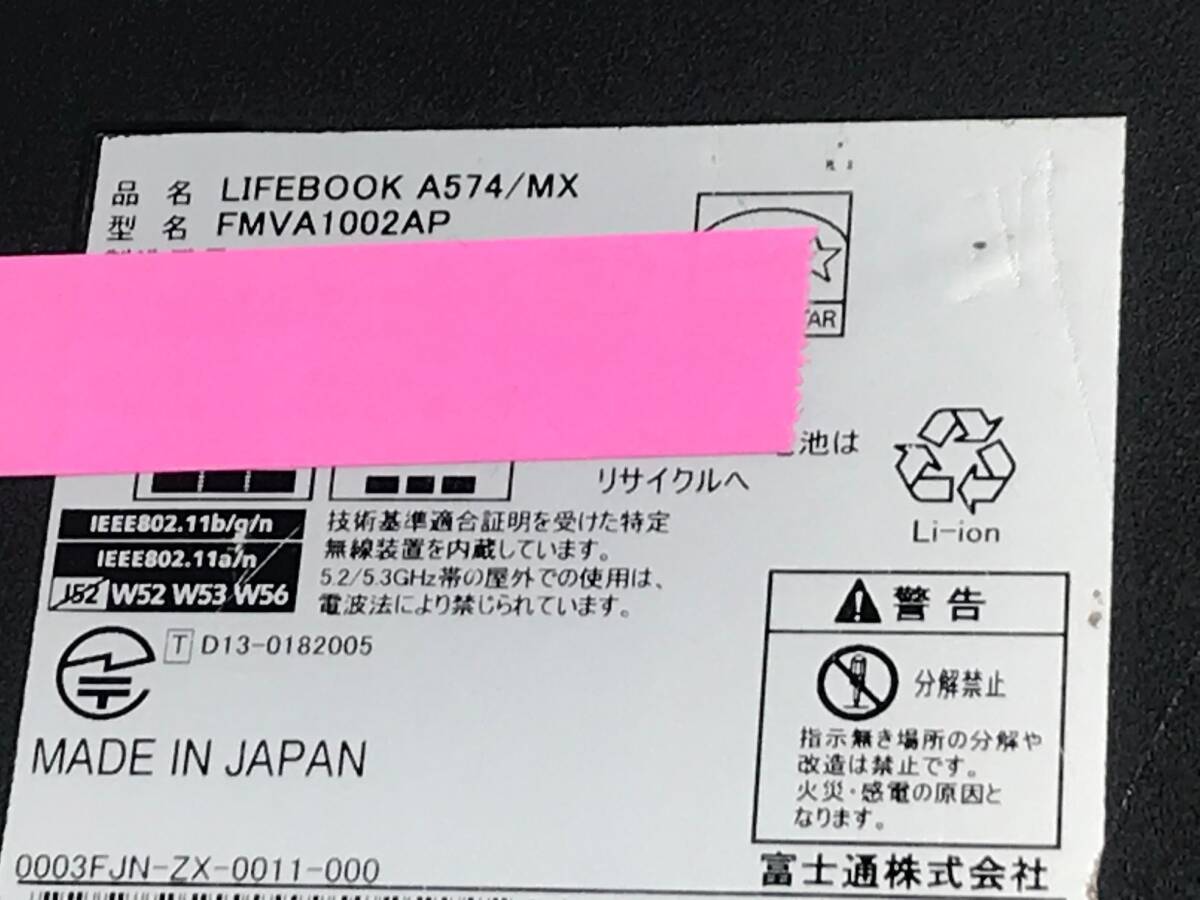 品名 LIFEBOOK A574/MX
型名 FMVA1002AP
池は
リサイクルへ
Li-ion
IEEE802.11b/g/n
IEEE802.11a/n
J52 W52 W53 W56
技術基準適合証明を受けた特定
無線装置を内蔵しています。
5.2/5.3GHz帯の屋外での使用は、
電波法により禁じられています。
T D13-0182005
MADE IN JAPAN
0003FJN-ZX-0011-000
警告
分解禁止
指示無き場所の分解や
改造は禁止です。
火災・感電の原因と
なります。
富士通株式会社